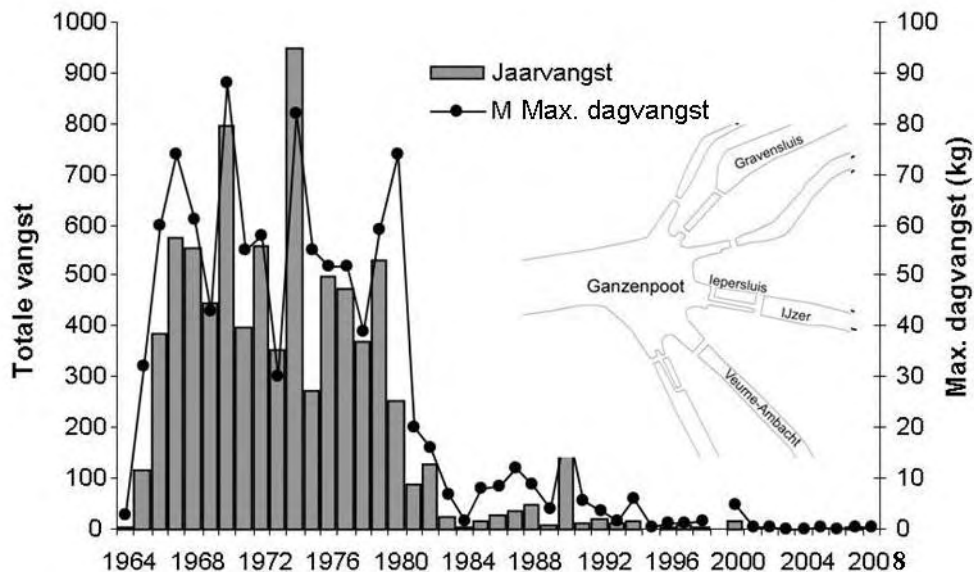 1000
900
800
700
600
500
400
300
200
100
0
Totale vangst
Jaarvangst
M Max. dagvangst
100
90
80
70
60
50
40
30
20
10
0
Max. dagvangst (kg)
Gravensluis
Ganzenpoot
Iepersluis
IJzer
Veurne-Ambacht
1964 1968 1972 1976 1980 1984 1988 1992 1996 2000 2004 2008